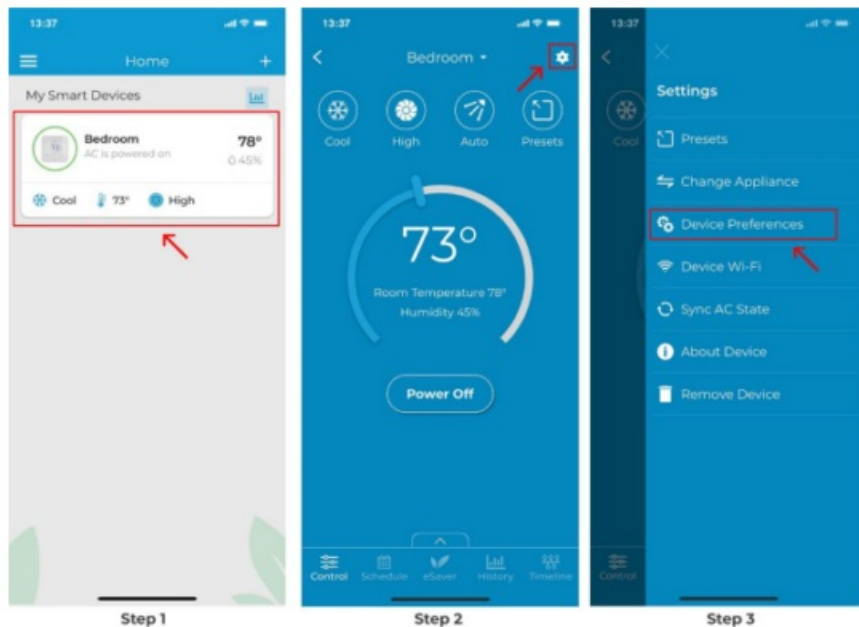 13:37
Home
My Smart Devices
Bedroom
78°
AC is powered on
45%
Cool
73°
High
Step 1
13:37
Bedroom
Cool
High
Auto
Presets
73°
Room Temperature 78°
Humidity 45%
Power Off
Control
Schedule
eSaver
History
Timeline
Step 2
13:37
Cool
Control
Settings
Presets
Change Appliance
Device Preferences
Device Wi-Fi
Sync AC State
About Device
Remove Device
Step 3